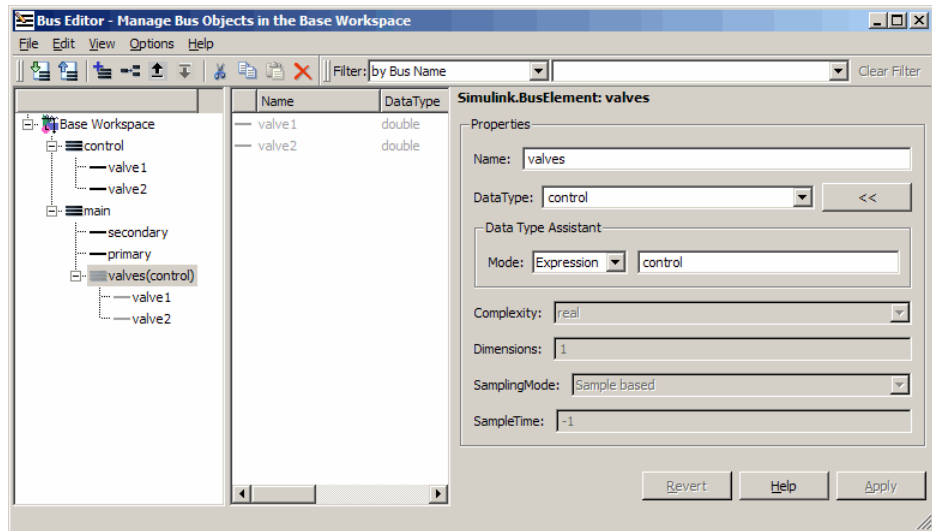 Bus Editor - Manage Bus Objects in the Base Workspace
File Edit View Options Help
Filter: by Bus Name Clear Filter
Base Workspace
control
valve1
valve2
main
secondary
primary
valves(control)
valve1
valve2
Name DataType
valve1 double
valve2 double
Simulink.BusElement: valves
Properties
Name: valves
DataType: control <<
Data Type Assistant
Mode: Expression control
Complexity: real
Dimensions: 1
SamplingMode: Sample based
SampleTime: -1
Revert Help Apply